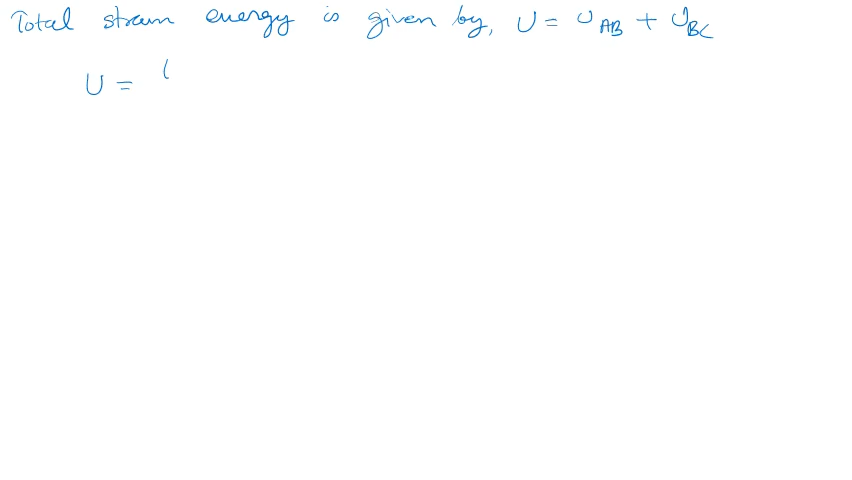 Total strain energy is given by, U = U_AB + U_BC
U = (